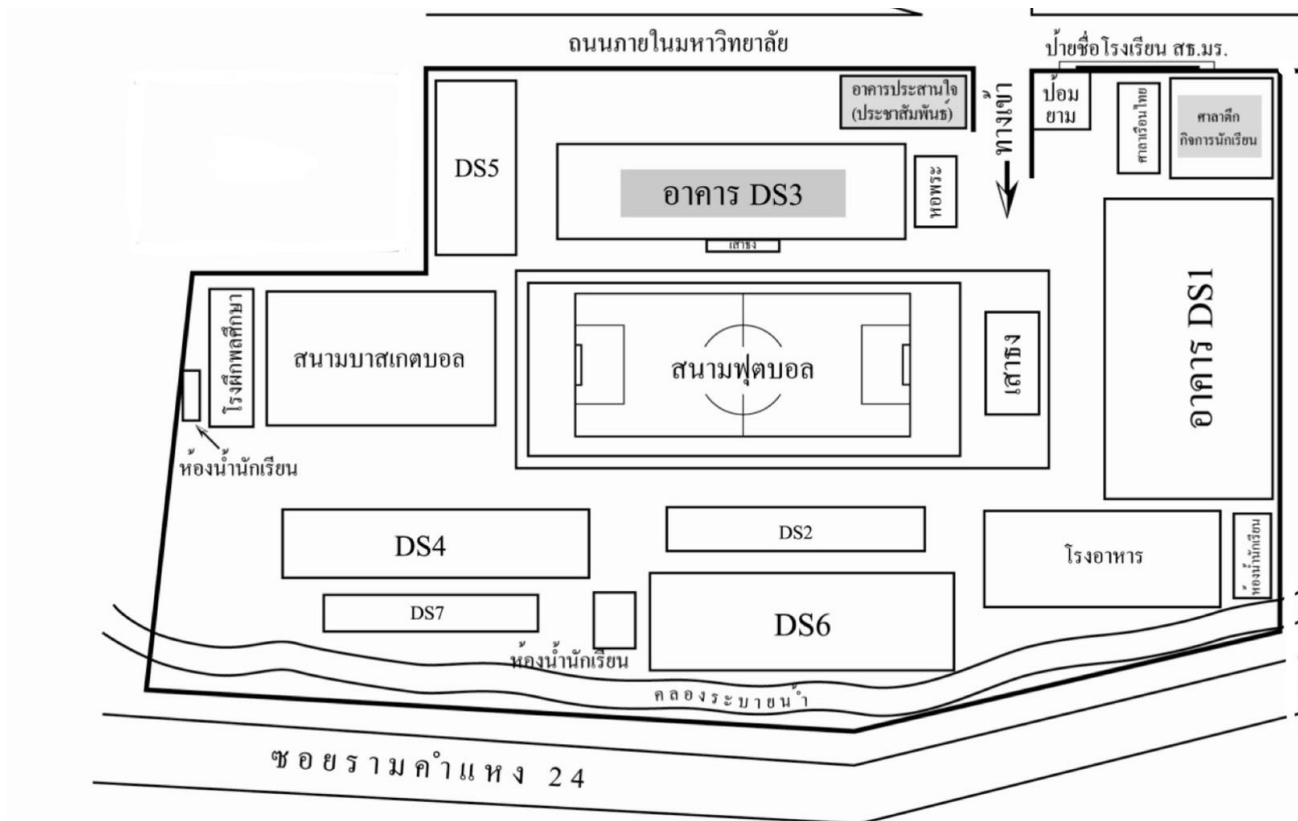 ถนนภายในมหาวิทยาลัย
ป้ายชื่อโรงเรียน สธ.มร.
อาคารประสานใจ
(ประชาสัมพันธ์)
ทางเข้า
ป้อม
ยาม
ศาลาเรือนไทย
ศาลาตึก
กิจการนักเรียน
DS5
อาคาร DS3
หอพระ
เสาธง
อาคาร DS1
โรงฝึกพลศึกษา
สนามบาสเกตบอล
สนามฟุตบอล
เสาธง
ห้องน้ำนักเรียน
DS4
DS2
โรงอาหาร
ห้องน้ำนักเรียน
DS7
DS6
ห้องน้ำนักเรียน
คลองระบายน้ำ
ซอยรามคำแหง 24